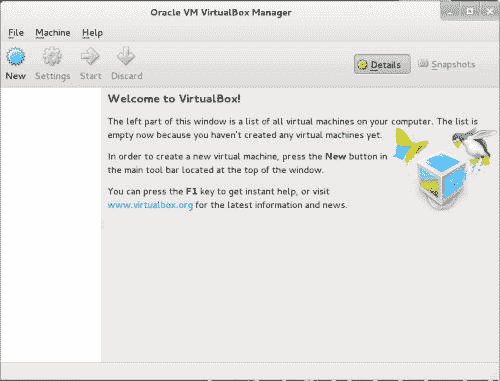 Oracle VM VirtualBox Manager
File Machine Help
New Settings Start Discard
Details Snapshots
Welcome to VirtualBox!
The left part of this window is a list of all virtual machines on your computer. The list is
empty now because you haven't created any virtual machines yet.
In order to create a new virtual machine, press the New button in
the main tool bar located at the top of the window.
You can press the F1 key to get instant help, or visit
www.virtualbox.org for the latest information and news.